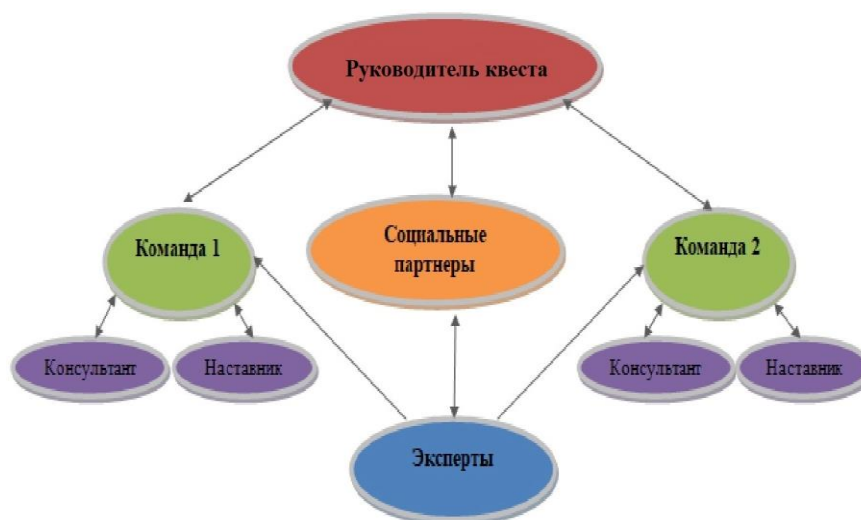 Руководитель квеста
Команда 1
Социальные
партнеры
Команда 2
Консультант
Наставник
Консультант
Наставник
Эксперты